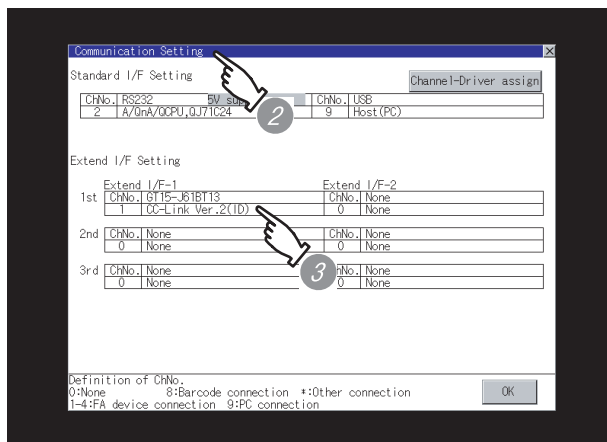 Communication Setting
Standard I/F Setting
Channel-Driver assign
ChNo. RS232 5V ChNo. USB
2 A/QnA/QCPU,QJ71C24 9 Host(PC)
2
Extend I/F Setting
Extend I/F-1 Extend I/F-2
1st ChNo. GT15-J61BT13 ChNo. None
1 CC-Link Ver.2(ID) 0 None
2nd ChNo. None ChNo. None
0 None 0 None
3rd ChNo. None None
0 None 0 None
3
Definition of ChNo.
0:None 8:Barcode connection *:Other connection
1-4:FA device connection 9:PC connection
OK